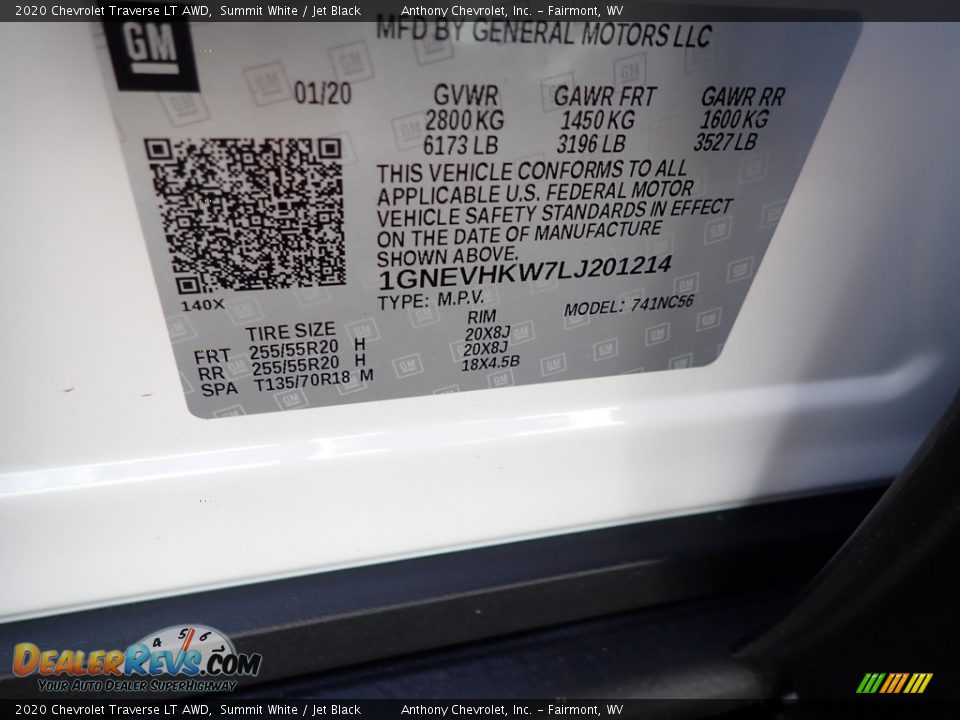 2020 Chevrolet Traverse LT AWD, Summit White / Jet Black Anthony Chevrolet, Inc. - Fairmont, WV
GM
MFD BY GENERAL MOTORS LLC
01/20 GVWR GAWR FRT GAWR RR
2800 KG 1450 KG 1600 KG
6173 LB 3196 LB 3527 LB
THIS VEHICLE CONFORMS TO ALL
APPLICABLE U.S. FEDERAL MOTOR
VEHICLE SAFETY STANDARDS IN EFFECT
ON THE DATE OF MANUFACTURE
SHOWN ABOVE.
1GNEVHKW7LJ201214
140X TYPE: M.P.V. MODEL: 741NC56
TIRE SIZE RIM
FRT 255/55R20 H 20X8J
RR 255/55R20 H 20X8J
SPA T135/70R18 M 18X4.5B
4 5 6 7
DealerRevs.com
Your Auto Dealer SuperHighway
2020 Chevrolet Traverse LT AWD, Summit White / Jet Black Anthony Chevrolet, Inc. - Fairmont, WV